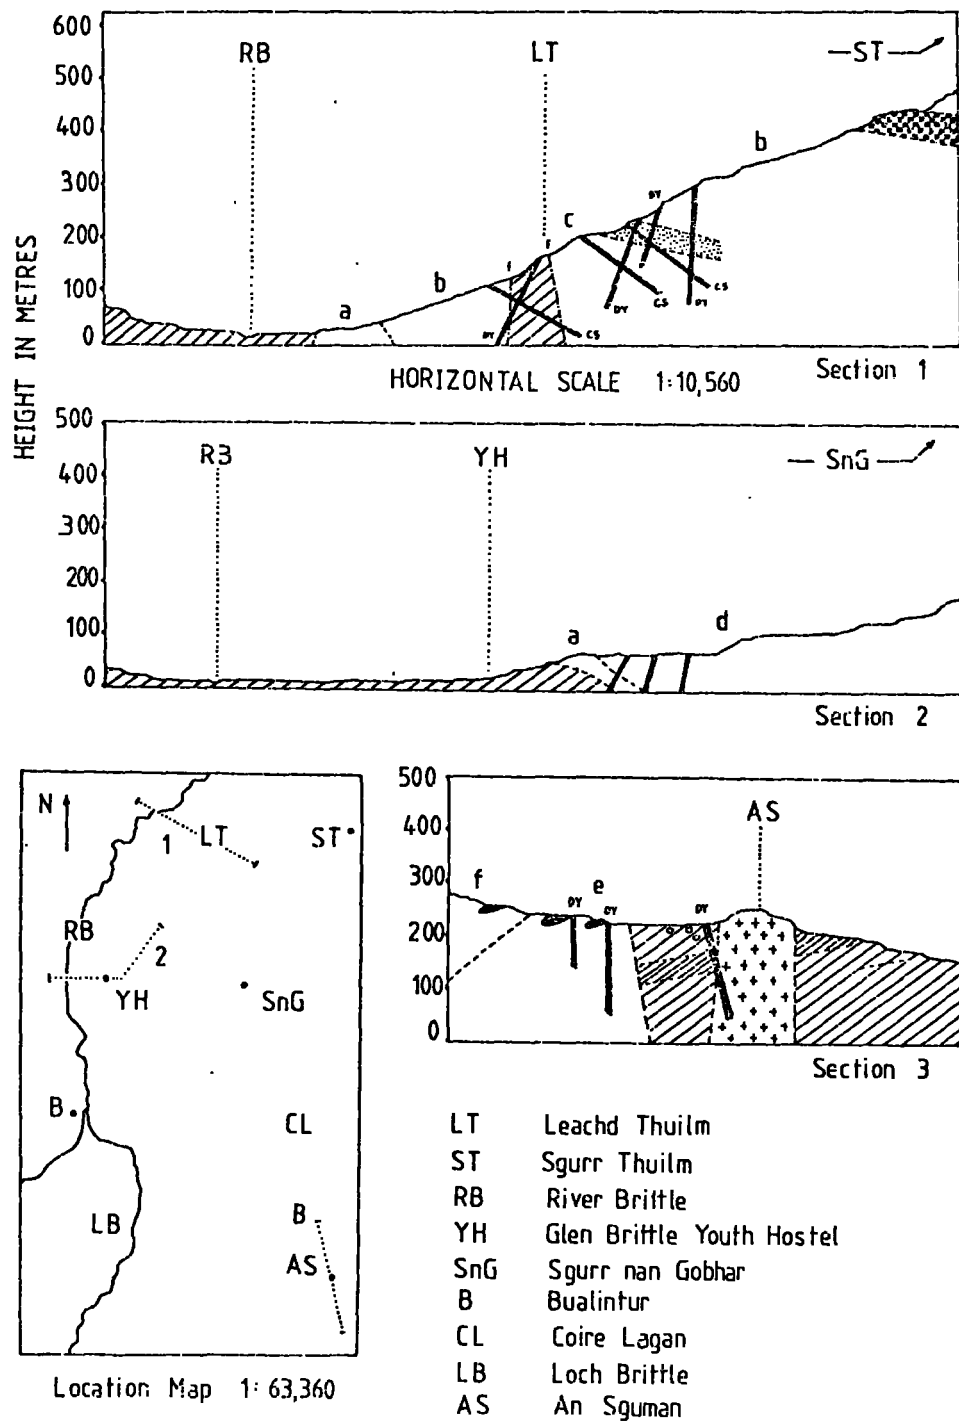 HEIGHT IN METRES
600
500
400
300
200
100
0
RB
LT
ST
a
b
f
F
c
b
DY
DY
CS
DY
CS
DY
CS
HORIZONTAL SCALE 1:10,560
Section 1
500
400
300
200
100
0
RB
YH
SnG
a
d
Section 2
N
1
LT
ST
RB
2
YH
SnG
B
CL
LB
B
AS
Location Map 1:63,360
500
400
300
200
100
0
AS
f
e
DY
DY
DY
Section 3
LT Leachd Thuilm
ST Sgurr Thuilm
RB River Brittle
YH Glen Brittle Youth Hostel
SnG Sgurr nan Gobhar
B Bualintur
CL Coire Lagan
LB Loch Brittle
AS An Sguman